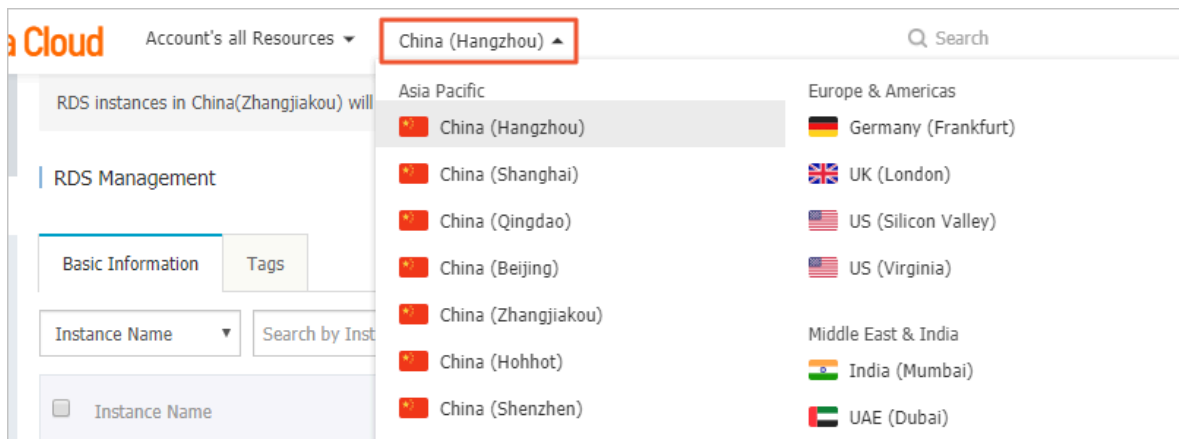 a Cloud
Account's all Resources
China (Hangzhou)
Search
RDS instances in China(Zhangjiakou) will
RDS Management
Basic Information
Tags
Instance Name
Search by Inst
Instance Name
Asia Pacific
China (Hangzhou)
China (Shanghai)
China (Qingdao)
China (Beijing)
China (Zhangjiakou)
China (Hohhot)
China (Shenzhen)
Europe & Americas
Germany (Frankfurt)
UK (London)
US (Silicon Valley)
US (Virginia)
Middle East & India
India (Mumbai)
UAE (Dubai)